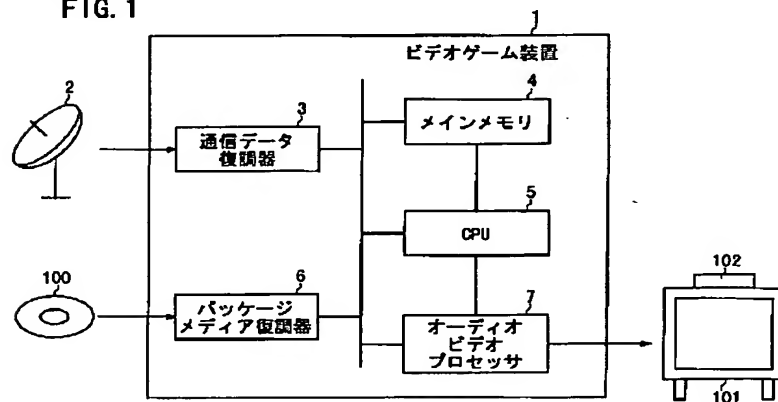 FIG. 1
1
ビデオゲーム装置
2
3
通信データ
復調器
4
メインメモリ
5
CPU
100
6
パッケージ
メディア復調器
7
オーディオ
ビデオ
プロセッサ
102
101